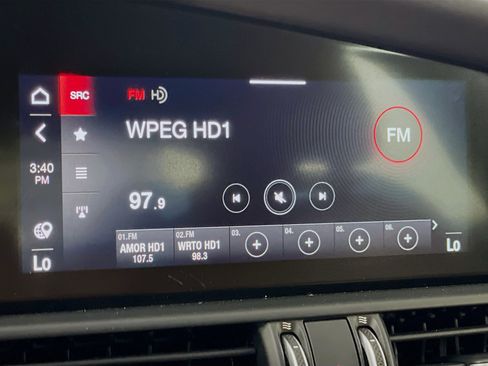 SRC
FM HD
WPEG HD1
FM
3:40
PM
97.9
01.FM 02.FM 03. 04. 05. 06.
AMOR HD1 WRTO HD1
107.5 98.3
Lo Lo